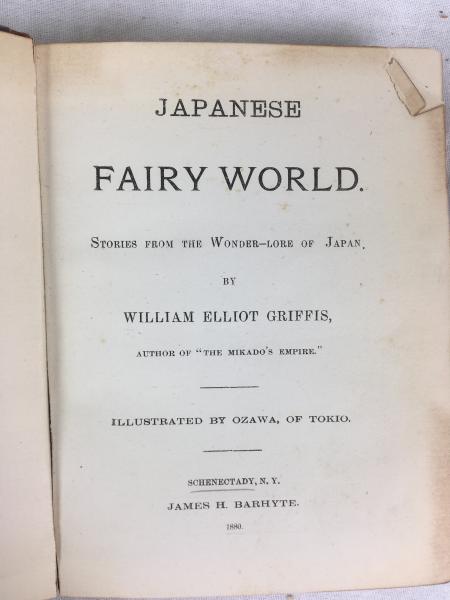 JAPANESE
FAIRY WORLD.
STORIES FROM THE WONDER-LORE OF JAPAN.
BY
WILLIAM ELLIOT GRIFFIS,
AUTHOR OF "THE MIKADO'S EMPIRE."
ILLUSTRATED BY OZAWA, OF TOKIO.
SCHENECTADY, N. Y.
JAMES H. BARHYTE.
1880.